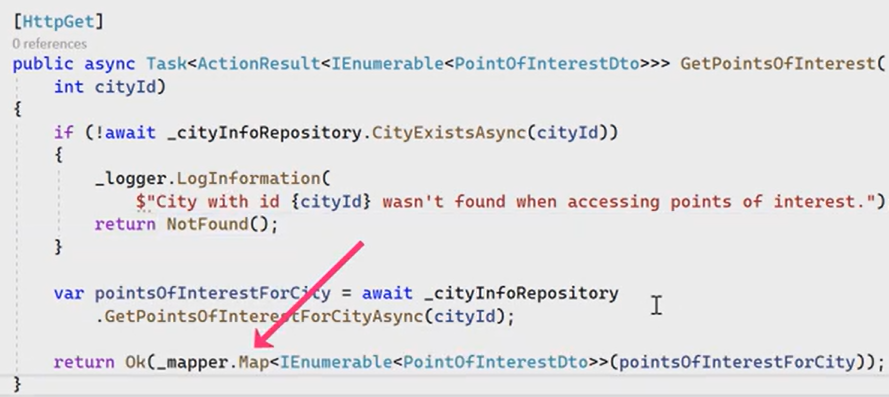 [HttpGet]
0 references
public async Task<ActionResult<IEnumerable<PointOfInterestDto>>> GetPointsOfInterest(
int cityId)
{
if (!await _cityInfoRepository.CityExistsAsync(cityId))
{
_logger.LogInformation(
$"City with id {cityId} wasn't found when accessing points of interest.")
return NotFound();
}
var pointsOfInterestForCity = await _cityInfoRepository
.GetPointsOfInterestForCityAsync(cityId);
return Ok(_mapper.Map<IEnumerable<PointOfInterestDto>>(pointsOfInterestForCity));
}